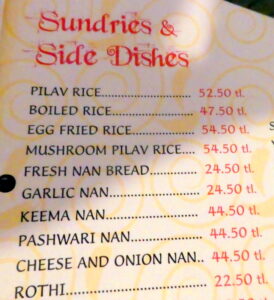 Sundries &
Side Dishes
PILAV RICE............................ 52.50 tl.
BOILED RICE......................... 47.50 tl.
EGG FRIED RICE................... 54.50 tl.
MUSHROOM PILAV RICE.... 54.50 tl.
FRESH NAN BREAD............. 24.50 tl.
GARLIC NAN......................... 24.50 tl.
KEEMA NAN......................... 44.50 tl.
PASHWARI NAN................... 44.50 tl.
CHEESE AND ONION NAN.. 44.50 tl.
ROTHI.................................... 22.50 tl.